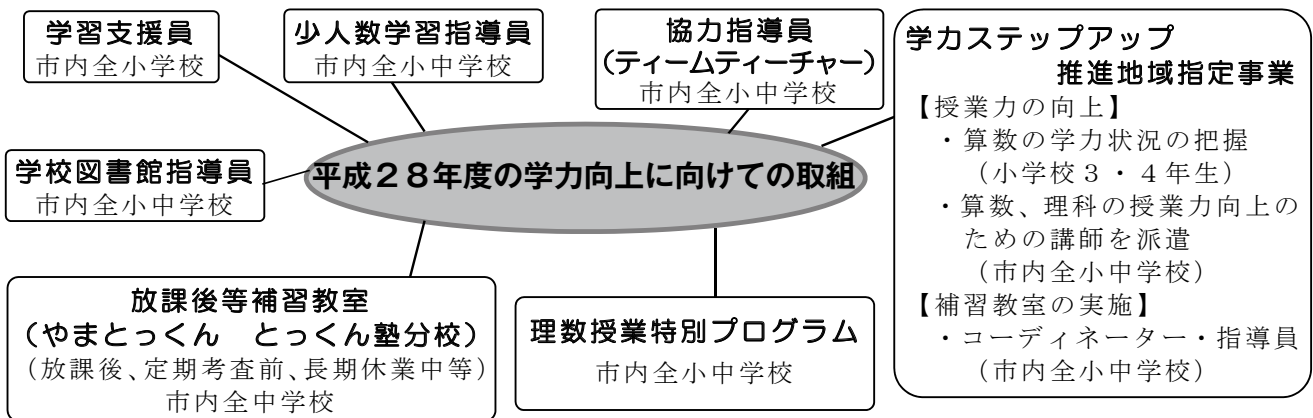 学習支援員
市内全小学校
少人数学習指導員
市内全小中学校
協力指導員
(ティームティーチャー)
市内全小中学校
学力ステップアップ
推進地域指定事業
【授業力の向上】
・算数の学力状況の把握
(小学校3・4年生)
・算数、理科の授業力向上の
ための講師を派遣
(市内全小中学校)
【補習教室の実施】
・コーディネーター・指導員
(市内全小中学校)
学校図書館指導員
市内全小中学校
平成28年度の学力向上に向けての取組
放課後等補習教室
(やまとっくん とっくん塾分校)
(放課後、定期考査前、長期休業中等)
市内全中学校
理数授業特別プログラム
市内全小中学校